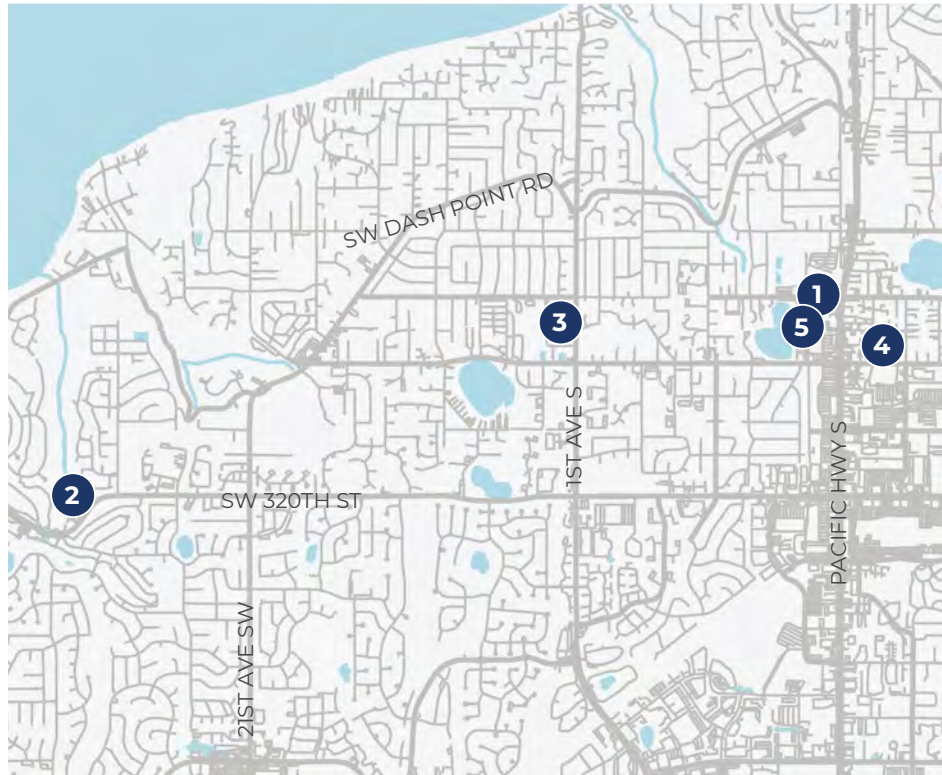 SW DASH POINT RD
1
3
5
4
1ST AVE S
PACIFIC HWY S
2
SW 320TH ST
21ST AVE SW